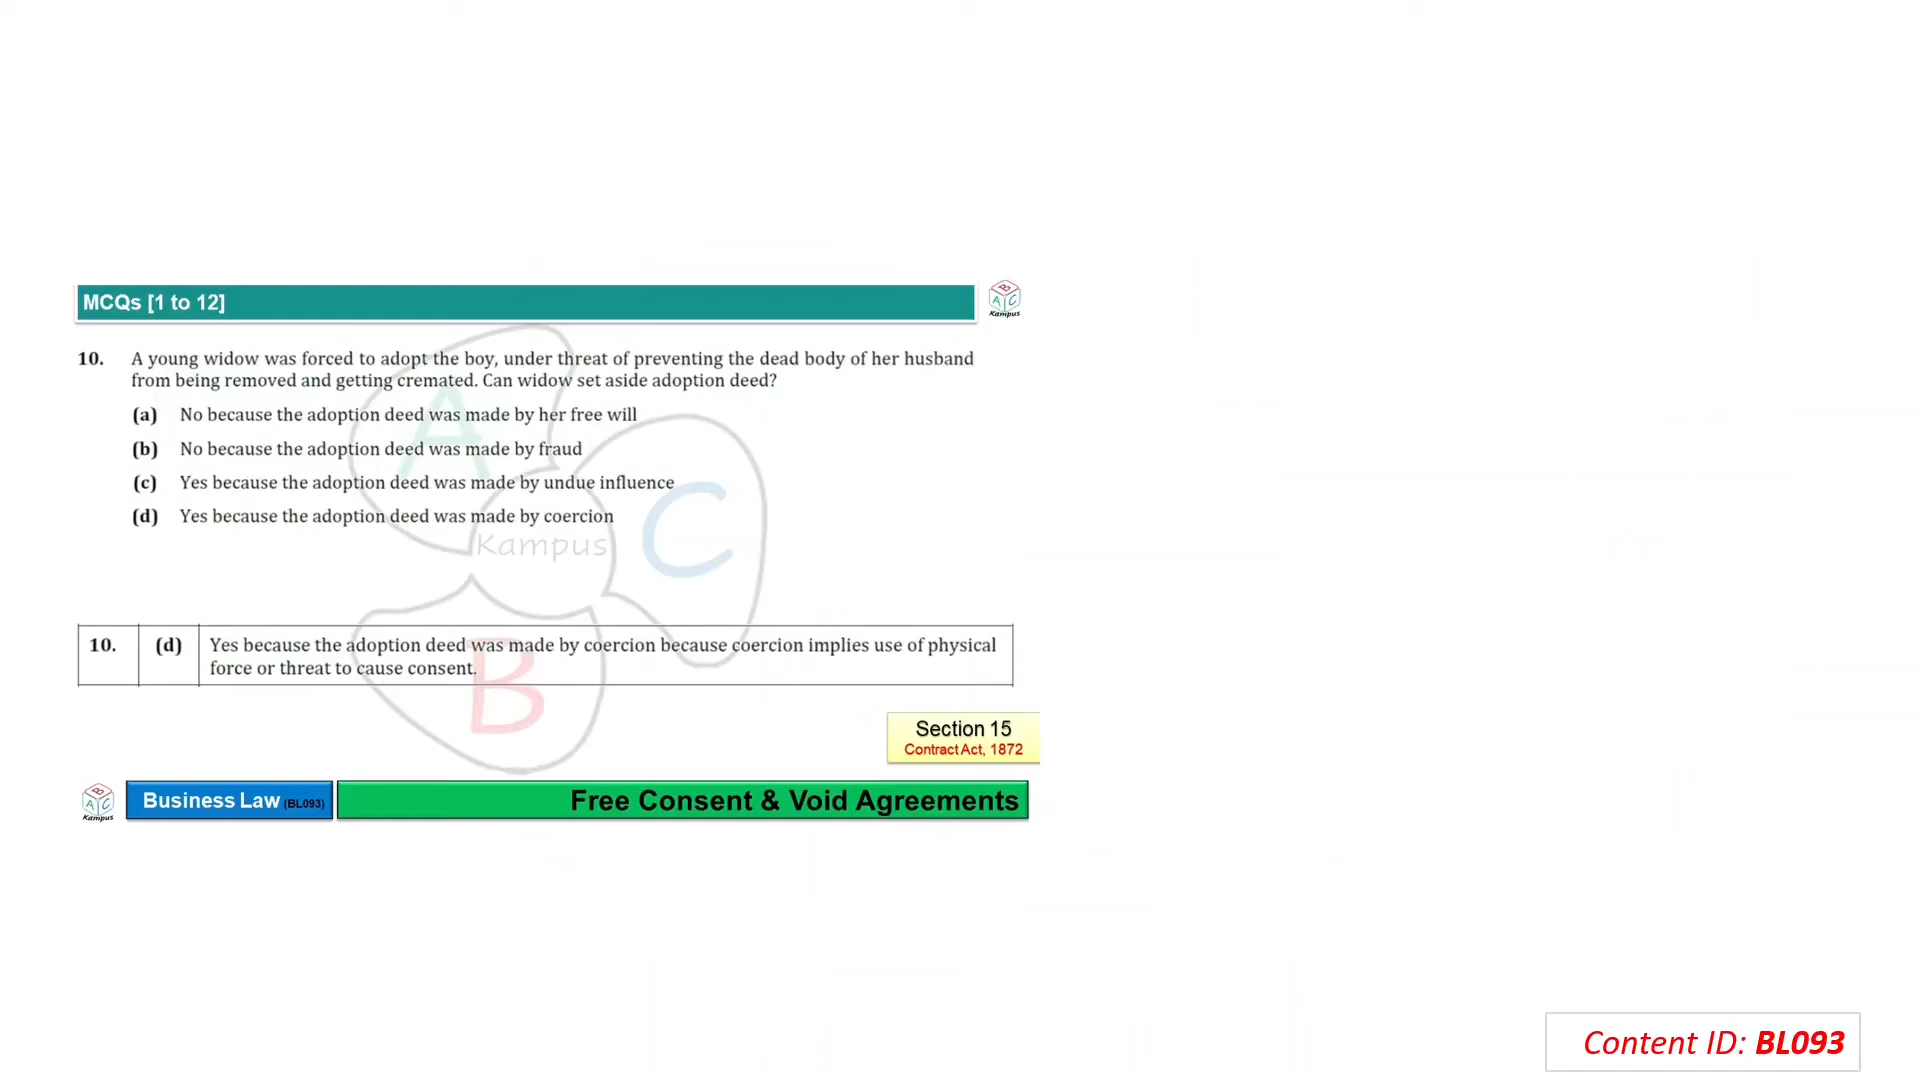 MCQs [1 to 12]
B
A C
Kampus
10. A young widow was forced to adopt the boy, under threat of preventing the dead body of her husband
from being removed and getting cremated. Can widow set aside adoption deed?
(a) No because the adoption deed was made by her free will
(b) No because the adoption deed was made by fraud
(c) Yes because the adoption deed was made by undue influence
(d) Yes because the adoption deed was made by coercion
A
C
Kampus
B
10. (d) Yes because the adoption deed was made by coercion because coercion implies use of physical
force or threat to cause consent.
Section 15
Contract Act, 1872
B
A C
Kampus
Business Law (BL093)
Free Consent & Void Agreements
Content ID: BL093